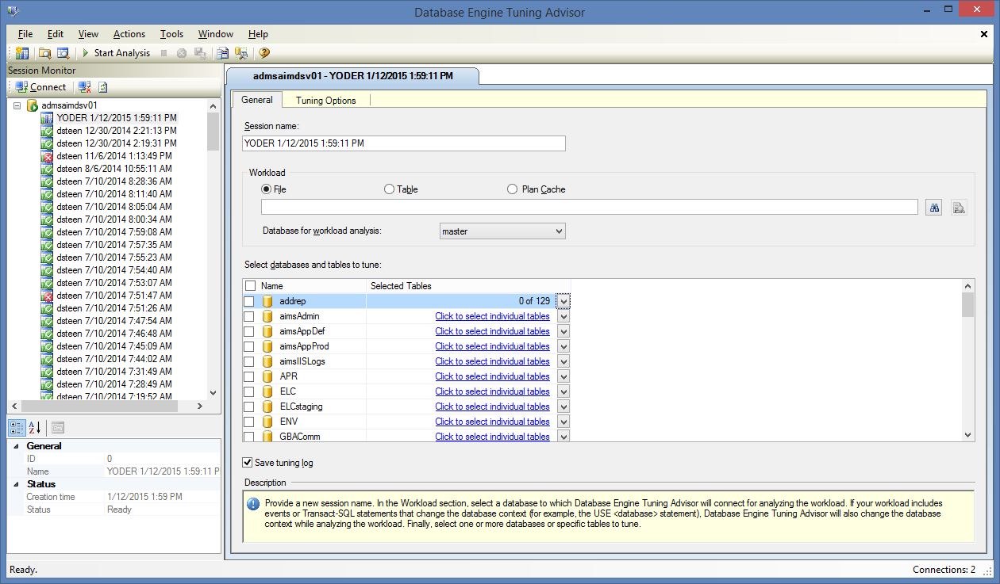 Database Engine Tuning Advisor
File Edit View Actions Tools Window Help
Start Analysis
Session Monitor
Connect
admsaimdsv01
YODER 1/12/2015 1:59:11 PM
dsteen 12/30/2014 2:21:13 PM
dsteen 12/30/2014 2:19:31 PM
dsteen 11/6/2014 1:13:49 PM
dsteen 8/6/2014 10:55:11 AM
dsteen 7/10/2014 8:28:36 AM
dsteen 7/10/2014 8:11:40 AM
dsteen 7/10/2014 8:05:04 AM
dsteen 7/10/2014 8:00:34 AM
dsteen 7/10/2014 7:59:08 AM
dsteen 7/10/2014 7:57:35 AM
dsteen 7/10/2014 7:55:23 AM
dsteen 7/10/2014 7:54:40 AM
dsteen 7/10/2014 7:53:07 AM
dsteen 7/10/2014 7:51:47 AM
dsteen 7/10/2014 7:51:26 AM
dsteen 7/10/2014 7:47:54 AM
dsteen 7/10/2014 7:46:48 AM
dsteen 7/10/2014 7:45:09 AM
dsteen 7/10/2014 7:44:02 AM
dsteen 7/10/2014 7:31:49 AM
dsteen 7/10/2014 7:28:49 AM
dsteen 7/10/2014 7:19:52 AM
General
ID 0
Name YODER 1/12/2015 1:59:11 P
Status
Creation time 1/12/2015 1:59 PM
Status Ready
admsaimdsv01 - YODER 1/12/2015 1:59:11 PM
General Tuning Options
Session name:
YODER 1/12/2015 1:59:11 PM
Workload
File Table Plan Cache
Database for workload analysis: master
Select databases and tables to tune:
Name Selected Tables
addrep 0 of 129
aimsAdmin Click to select individual tables
aimsAppDef Click to select individual tables
aimsAppProd Click to select individual tables
aimsIISLogs Click to select individual tables
APR Click to select individual tables
ELC Click to select individual tables
ELCstaging Click to select individual tables
ENV Click to select individual tables
GBAComm Click to select individual tables
Save tuning log
Description
Provide a new session name. In the Workload section, select a database to which Database Engine Tuning Advisor will connect for analyzing the workload. If your workload includes
events or Transact-SQL statements that change the database context (for example, the USE <database> statement), Database Engine Tuning Advisor will also change the database
context while analyzing the workload. Finally, select one or more databases or specific tables to tune.
Ready. Connections: 2